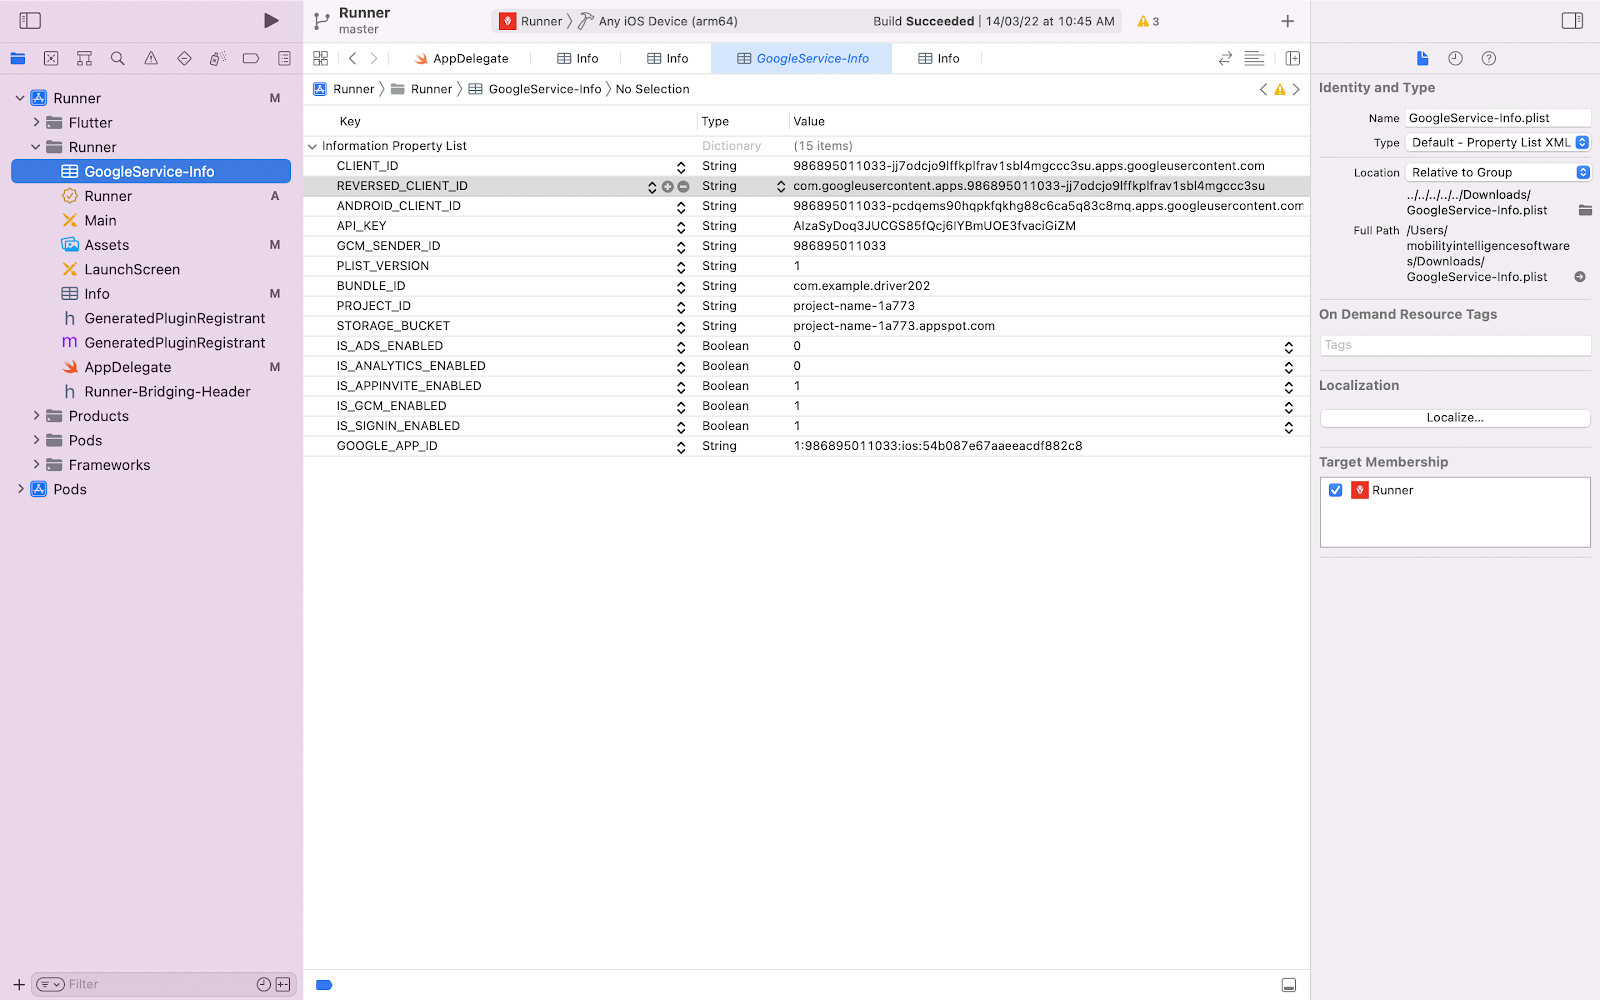 Runner
master
Runner
Any iOS Device (arm64)
Build Succeeded | 14/03/22 at 10:45 AM
3
AppDelegate
Info
Info
GoogleService-Info
Info
Runner
Runner
GoogleService-Info
No Selection
Runner M
Flutter
Runner
GoogleService-Info
Runner A
Main
Assets M
LaunchScreen
Info M
h GeneratedPluginRegistrant
m GeneratedPluginRegistrant
AppDelegate M
h Runner-Bridging-Header
Products
Pods
Frameworks
Pods
Filter
Key Type Value
Information Property List Dictionary (15 items)
CLIENT_ID String 986895011033-jj7odcjo9lffkplfrav1sbl4mgccc3su.apps.googleusercontent.com
REVERSED_CLIENT_ID String com.googleusercontent.apps.986895011033-jj7odcjo9lffkplfrav1sbl4mgccc3su
ANDROID_CLIENT_ID String 986895011033-pcdqems90hqpkfqkhg88c6ca5q83c8mq.apps.googleusercontent.com
API_KEY String AIzaSyDoq3JUCGS85fQcj6IYBmUOE3fvaciGiZM
GCM_SENDER_ID String 986895011033
PLIST_VERSION String 1
BUNDLE_ID String com.example.driver202
PROJECT_ID String project-name-1a773
STORAGE_BUCKET String project-name-1a773.appspot.com
IS_ADS_ENABLED Boolean 0
IS_ANALYTICS_ENABLED Boolean 0
IS_APPINVITE_ENABLED Boolean 1
IS_GCM_ENABLED Boolean 1
IS_SIGNIN_ENABLED Boolean 1
GOOGLE_APP_ID String 1:986895011033:ios:54b087e67aaeeacdf882c8
Identity and Type
Name GoogleService-Info.plist
Type Default - Property List XML
Location Relative to Group
../../../../../Downloads/
GoogleService-Info.plist
Full Path /Users/
mobilityintelligencesoftware
s/Downloads/
GoogleService-Info.plist
On Demand Resource Tags
Tags
Localization
Localize...
Target Membership
Runner